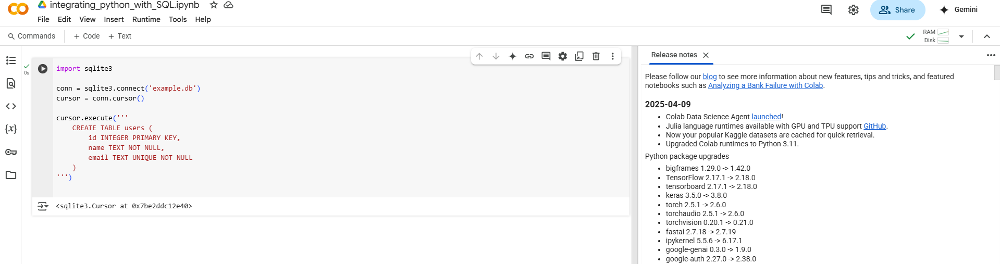 integrating_python_with_SQL.ipynb
File Edit View Insert Runtime Tools Help
Share
Gemini
Commands
+ Code + Text
RAM
Disk
0s
import sqlite3
conn = sqlite3.connect('example.db')
cursor = conn.cursor()
cursor.execute('''
    CREATE TABLE users (
        id INTEGER PRIMARY KEY,
        name TEXT NOT NULL,
        email TEXT UNIQUE NOT NULL
    )
''')
<sqlite3.Cursor at 0x7be2ddc12e40>
Release notes
Please follow our blog to see more information about new features, tips and tricks, and featured
notebooks such as Analyzing a Bank Failure with Colab.
2025-04-09
• Colab Data Science Agent launched!
• Julia language runtimes available with GPU and TPU support GitHub.
• Now your popular Kaggle datasets are cached for quick retrieval.
• Upgraded Colab runtimes to Python 3.11.
Python package upgrades
• bigframes 1.29.0 -> 1.42.0
• TensorFlow 2.17.1 -> 2.18.0
• tensorboard 2.17.1 -> 2.18.0
• keras 3.5.0 -> 3.8.0
• torch 2.5.1 -> 2.6.0
• torchaudio 2.5.1 -> 2.6.0
• torchvision 0.20.1 -> 0.21.0
• fastai 2.7.18 -> 2.7.19
• ipykernel 5.5.6 -> 6.17.1
• google-genai 0.3.0 -> 1.9.0
• google-auth 2.27.0 -> 2.38.0